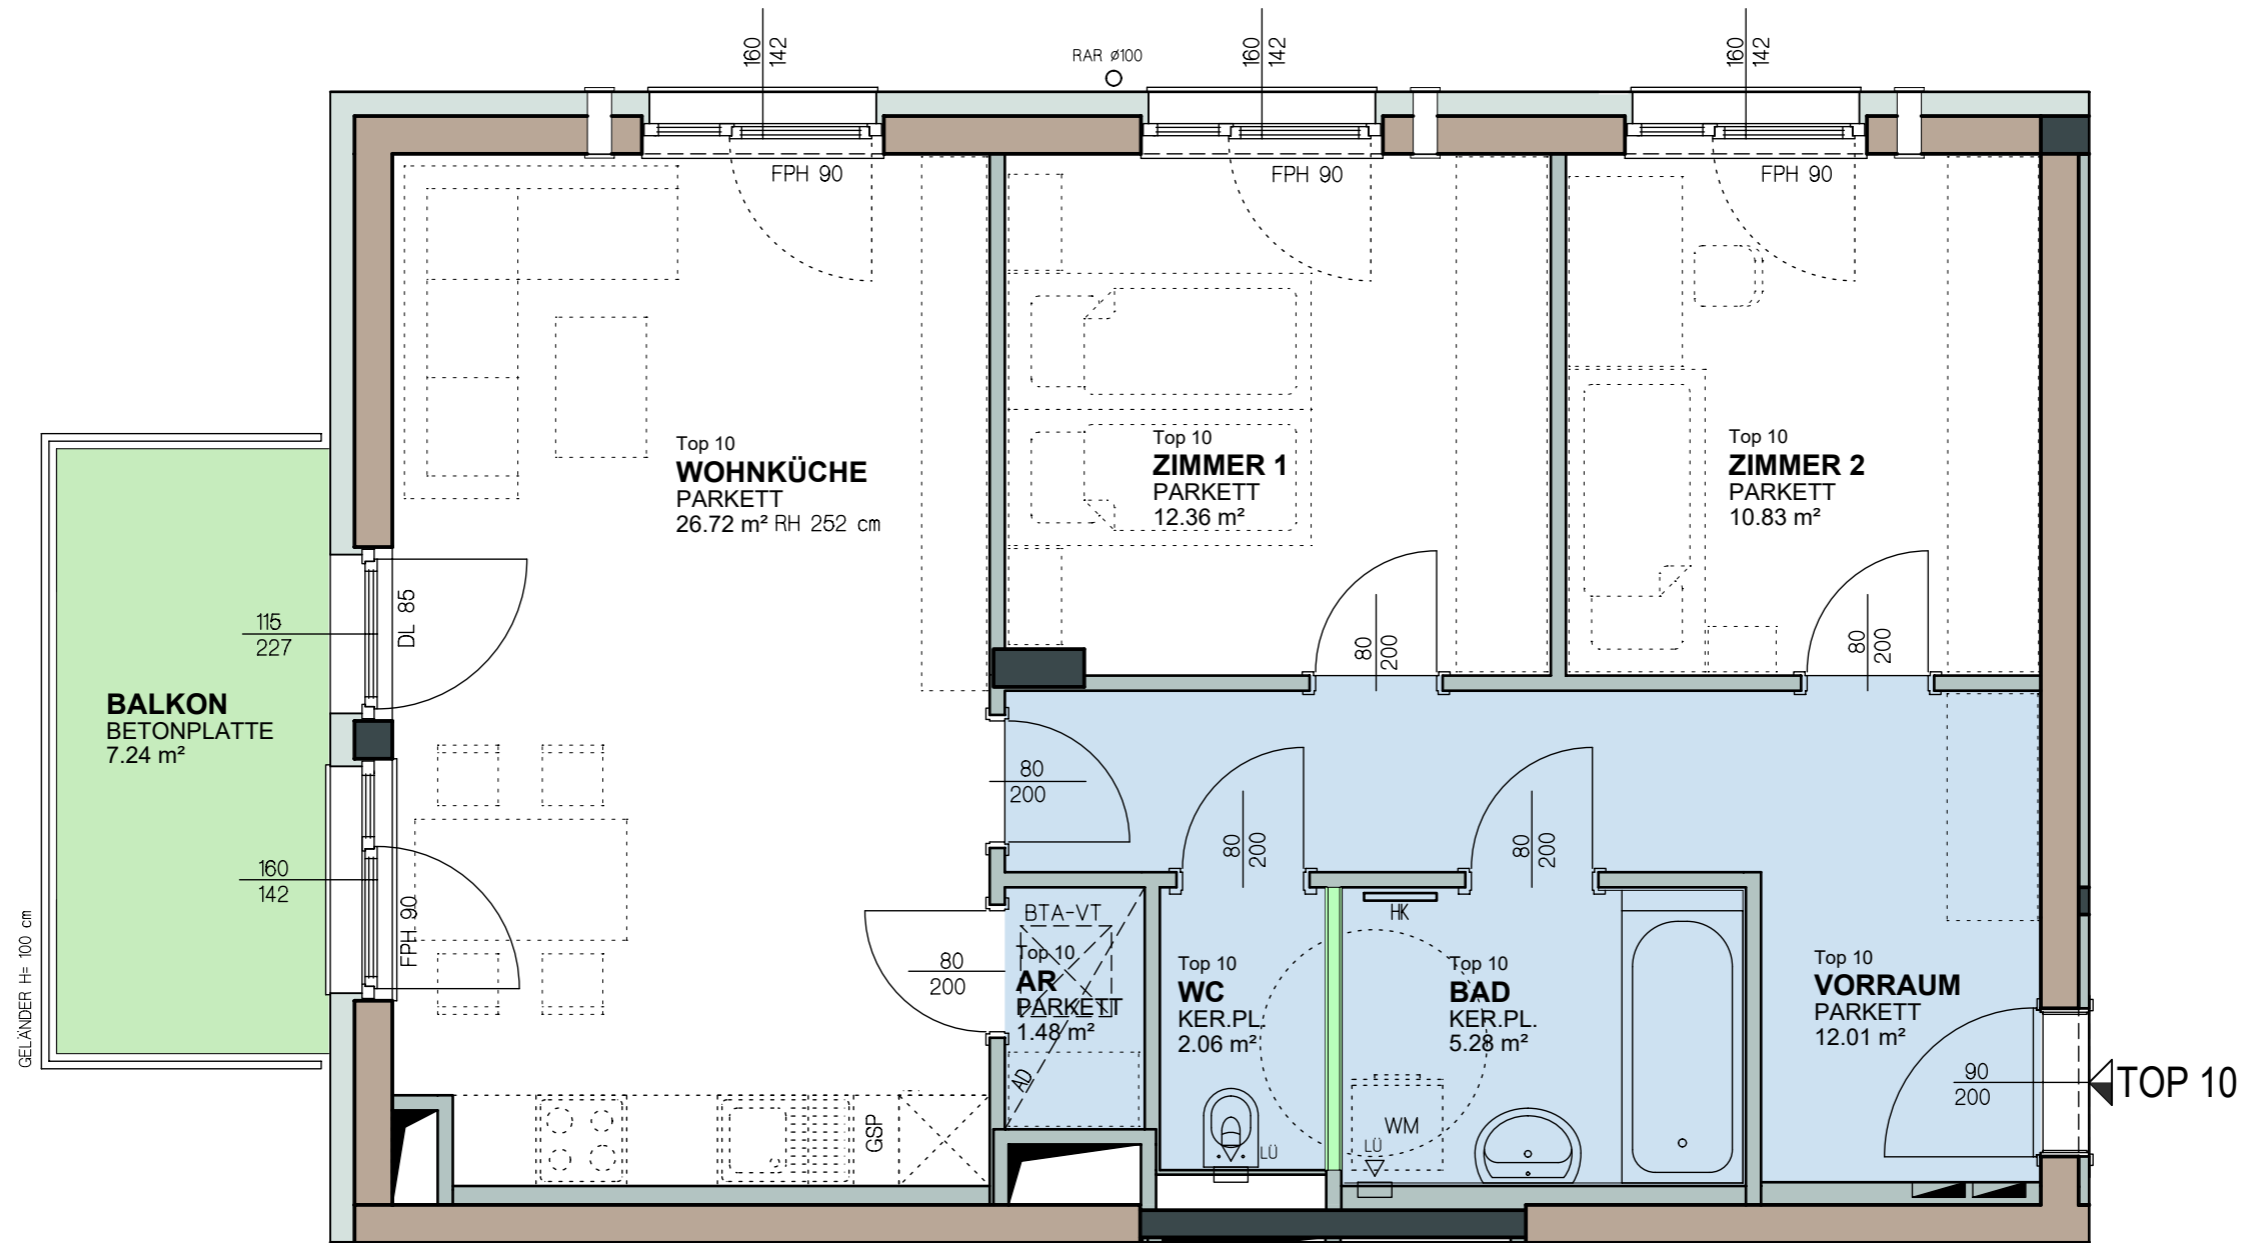 160
142
RAR ø100
160
142
160
142
FPH 90
FPH 90
FPH 90
Top 10
WOHNKÜCHE
PARKETT
26.72 m² RH 252 cm
Top 10
ZIMMER 1
PARKETT
12.36 m²
Top 10
ZIMMER 2
PARKETT
10.83 m²
115
227
DL 85
80
200
80
200
BALKON
BETONPLATTE
7.24 m²
80
200
80
200
80
200
160
142
FPH 90
GELÄNDER H= 100 cm
BTA-VT
HK
80
200
Top 10
AR
PARKETT
1.48 m²
Top 10
WC
KER.PL.
2.06 m²
Top 10
BAD
KER.PL.
5.28 m²
Top 10
VORRAUM
PARKETT
12.01 m²
90
200
TOP 10
AD
GSP
WM
LÜ
LÜ